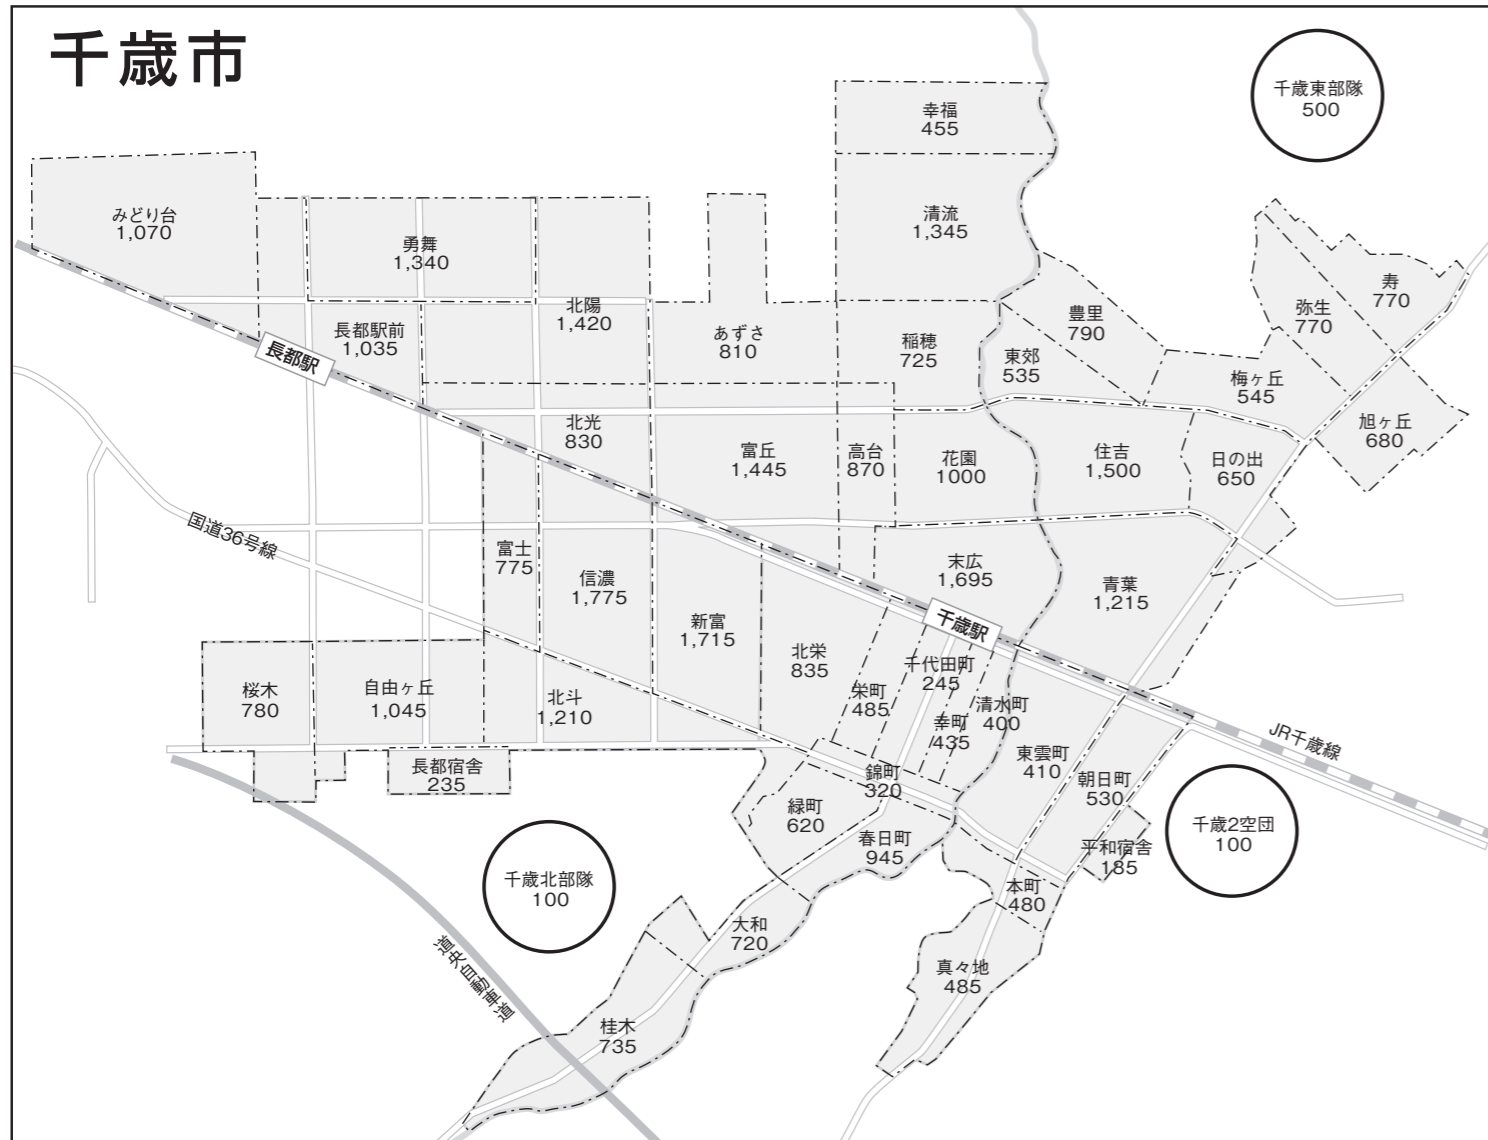 千歳市
千歳東部隊
500
幸福
455
みどり台
1,070
勇舞
1,340
清流
1,345
寿
770
弥生
770
北陽
1,420
長都駅前
1,035
あずさ
810
稲穂
725
豊里
790
東郊
535
長都駅
梅ヶ丘
545
旭ヶ丘
680
北光
830
富丘
1,445
高台
870
花園
1000
住吉
1,500
日の出
650
国道36号線
富士
775
信濃
1,775
末広
1,695
青葉
1,215
新富
1,715
北栄
835
千歳駅
千代田町
245
栄町
485
幸町
435
清水町
400
桜木
780
自由ヶ丘
1,045
北斗
1,210
東雲町
410
JR千歳線
長都宿舎
235
錦町
320
朝日町
530
緑町
620
春日町
945
平和宿舎
185
千歳2空団
100
千歳北部隊
100
本町
480
大和
720
真々地
485
道央自動車道
桂木
735